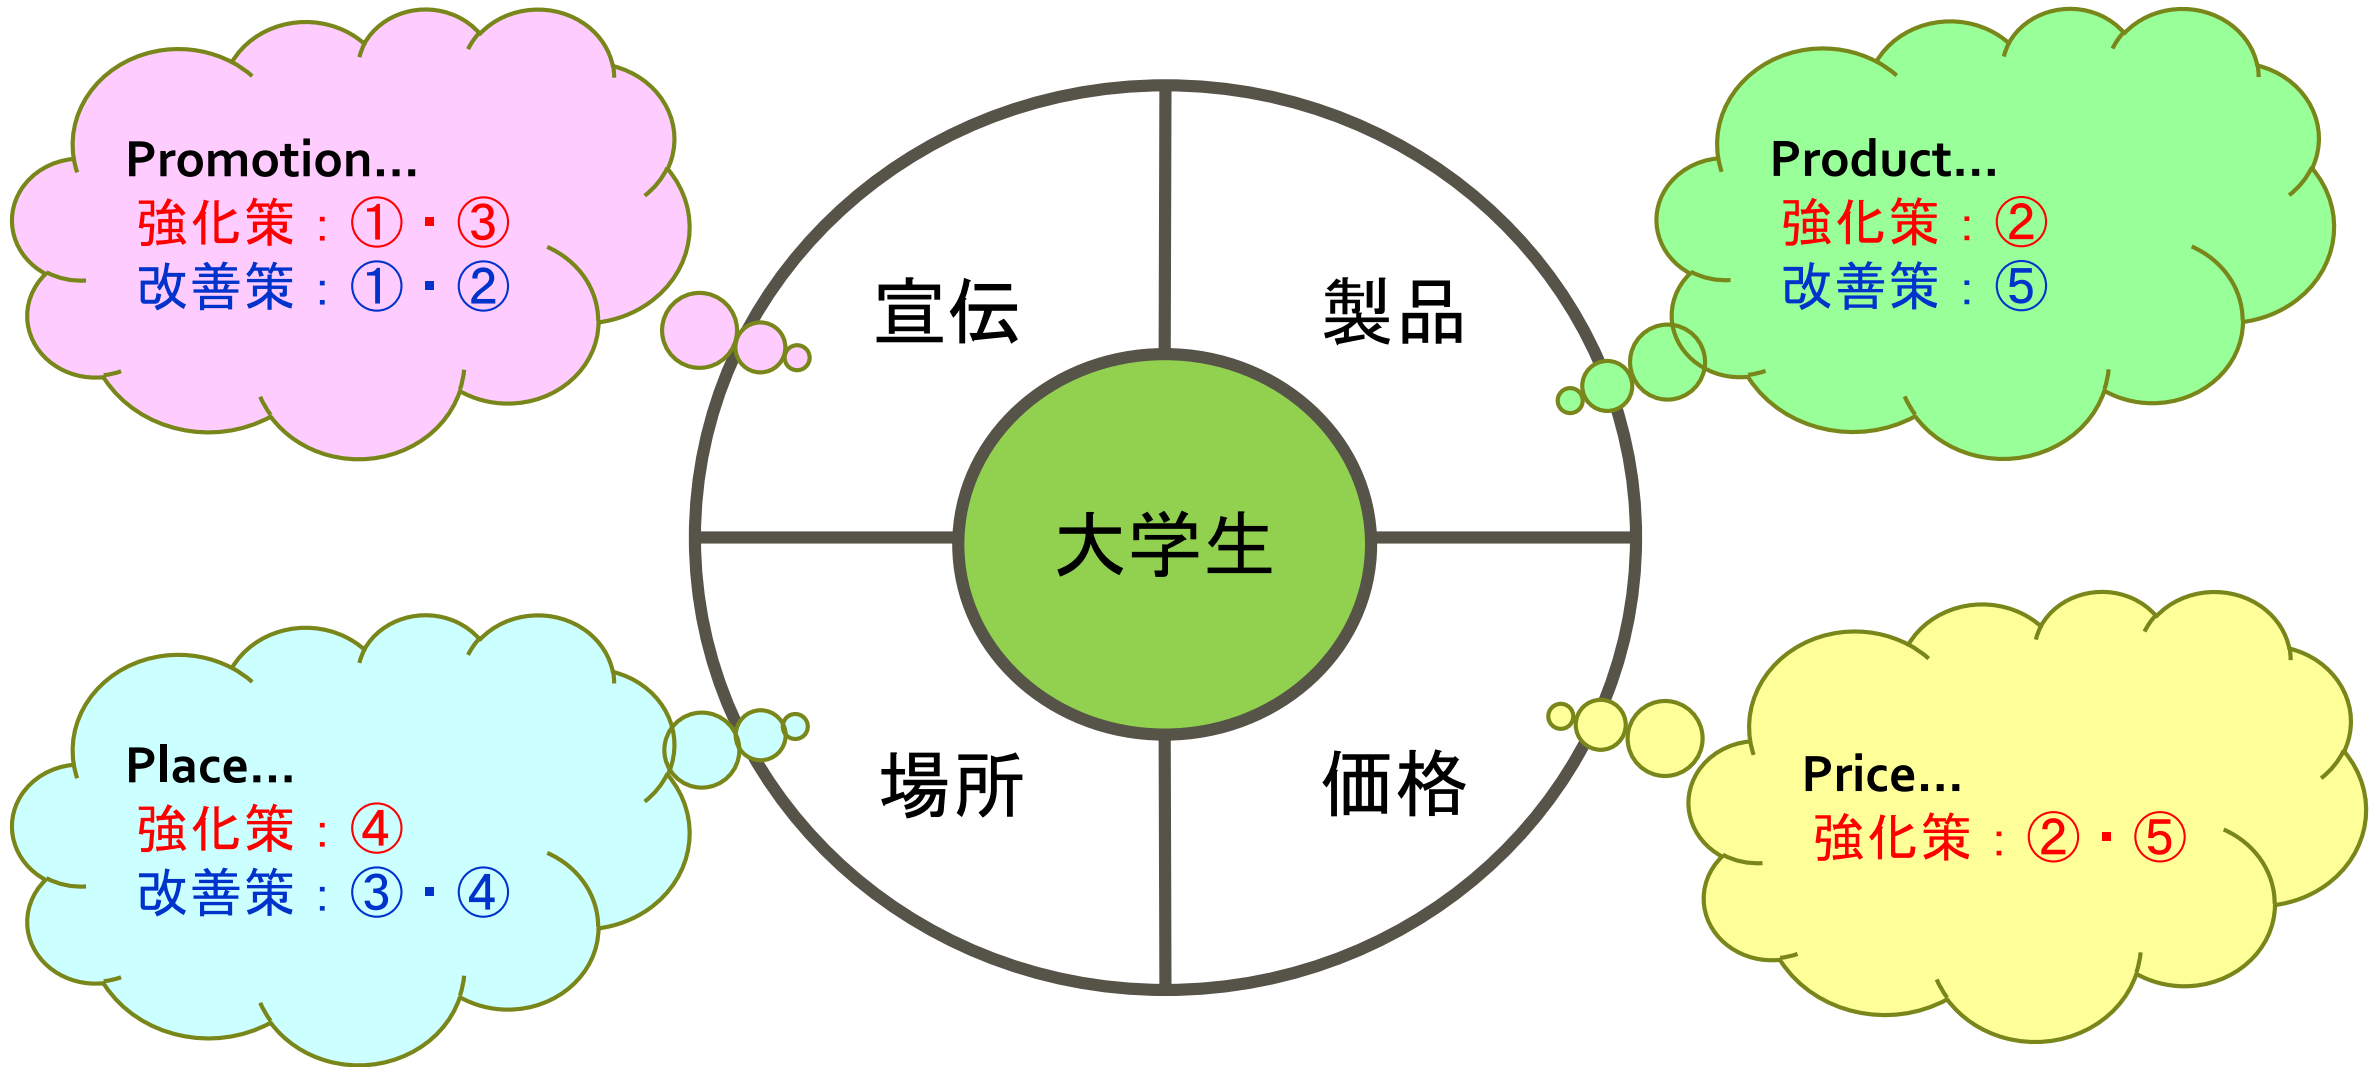 Promotion…
強化策：①・③
改善策：①・②
Product…
強化策：②
改善策：⑤
宣伝
製品
大学生
場所
価格
Place…
強化策：④
改善策：③・④
Price…
強化策：②・⑤